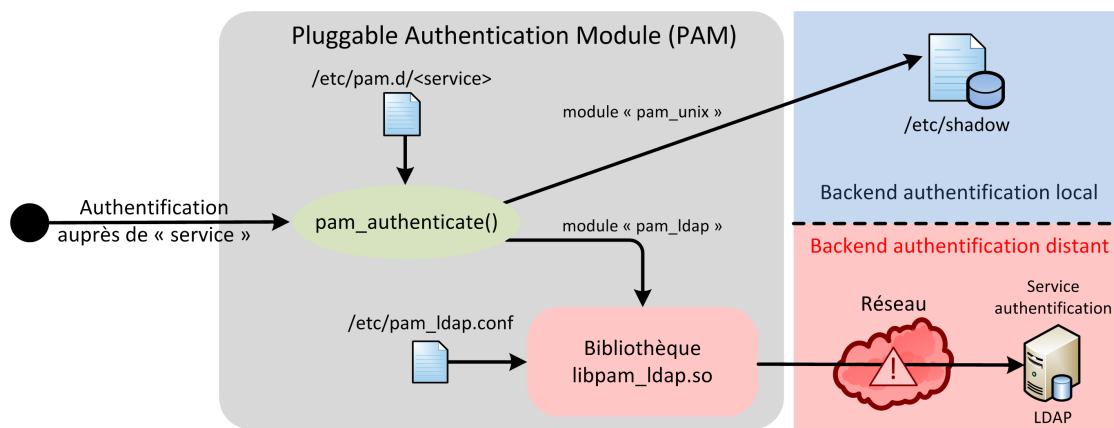 Pluggable Authentication Module (PAM)
/etc/pam.d/<service>
module « pam_unix »
/etc/shadow
Backend authentification local
Authentification
auprès de « service »
pam_authenticate()
module « pam_ldap »
Backend authentification distant
/etc/pam_ldap.conf
Bibliothèque
libpam_ldap.so
Réseau
!
Service
authentification
LDAP